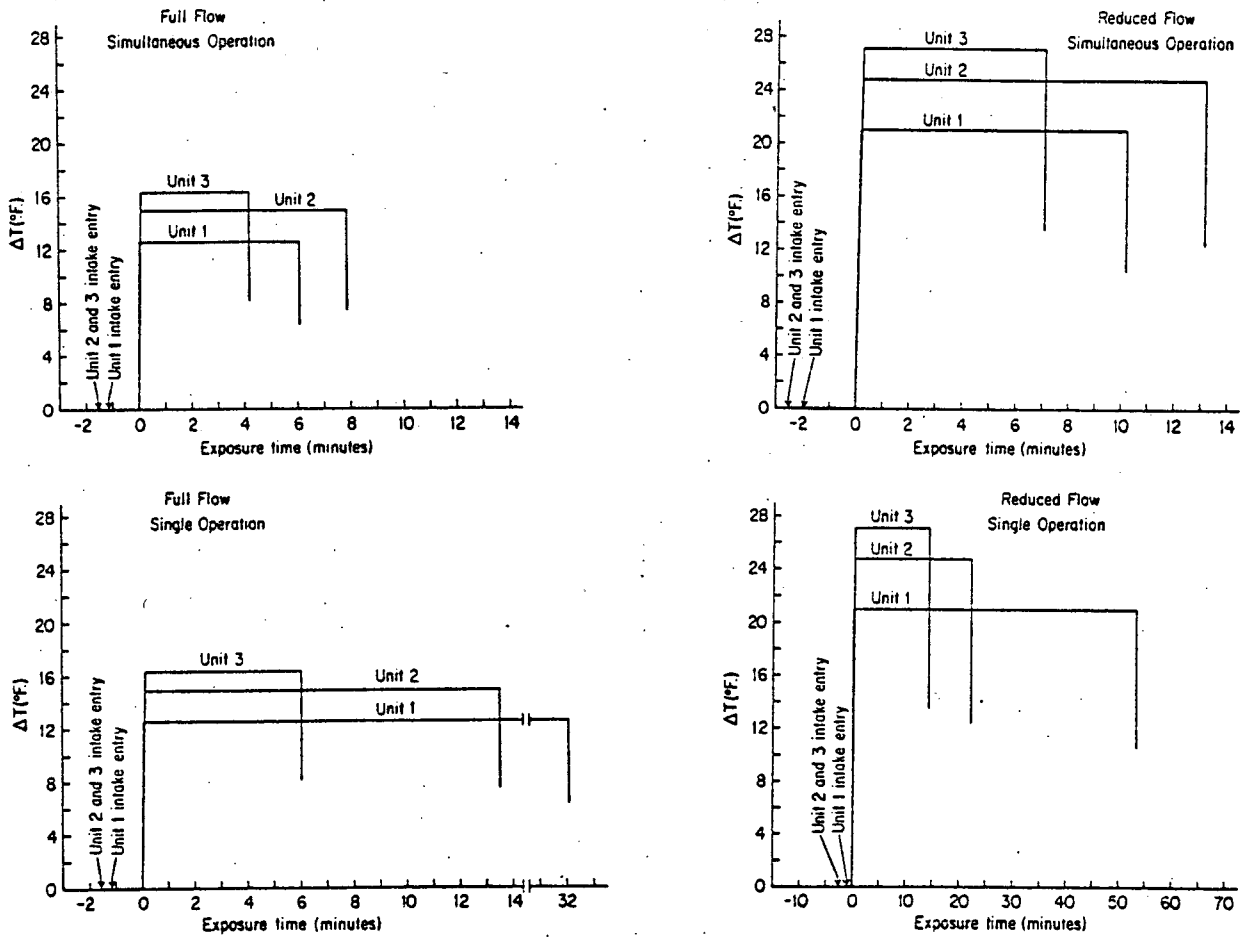 Full Flow
Simultaneous Operation
28
24
20
16
12
8
4
0
ΔT(°F.)
Unit 3
Unit 2
Unit 1
Unit 2 and 3 intake entry
Unit 1 intake entry
-2 0 2 4 6 8 10 12 14
Exposure time (minutes)
Reduced Flow
Simultaneous Operation
28
24
20
16
12
8
4
0
ΔT(°F.)
Unit 3
Unit 2
Unit 1
Unit 2 and 3 intake entry
Unit 1 intake entry
-2 0 2 4 6 8 10 12 14
Exposure time (minutes)
Full Flow
Single Operation
28
24
20
16
12
8
4
0
ΔT(°F.)
Unit 3
Unit 2
Unit 1
Unit 2 and 3 intake entry
Unit 1 intake entry
-2 0 2 4 6 8 10 12 14 32
Exposure time (minutes)
Reduced Flow
Single Operation
28
24
20
16
12
8
4
0
ΔT(°F.)
Unit 3
Unit 2
Unit 1
Unit 2 and 3 intake entry
Unit 1 intake entry
-10 0 10 20 30 40 50 60 70
Exposure time (minutes)